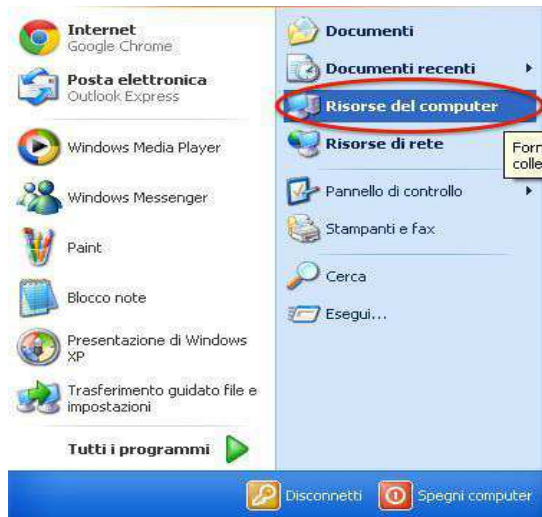 Internet
Google Chrome
Posta elettronica
Outlook Express
Windows Media Player
Windows Messenger
Paint
Blocco note
Presentazione di Windows
XP
Trasferimento guidato file e
impostazioni
Tutti i programmi
Documenti
Documenti recenti
Risorse del computer
Risorse di rete
Forn
colle
Pannello di controllo
Stampanti e fax
Cerca
Esegui...
Disconnetti
Spegni computer